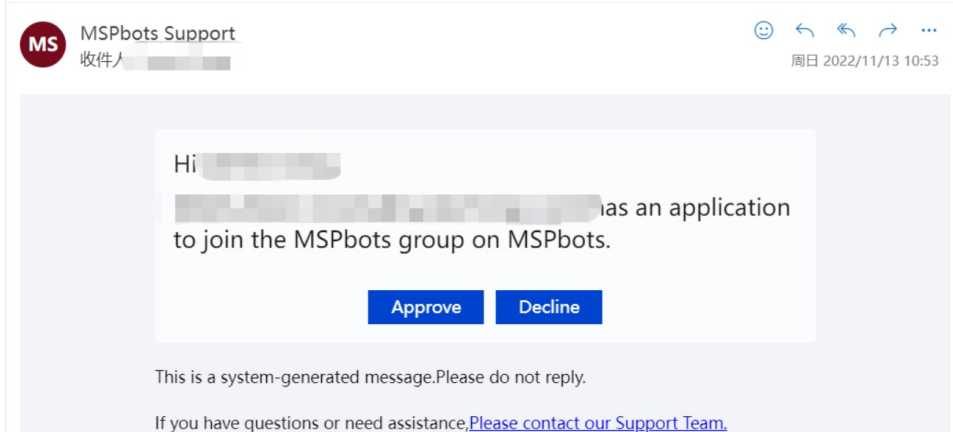 MS
MSPbots Support
收件人
周日 2022/11/13 10:53
Hi
has an application
to join the MSPbots group on MSPbots.
Approve
Decline
This is a system-generated message.Please do not reply.
If you have questions or need assistance,Please contact our Support Team.